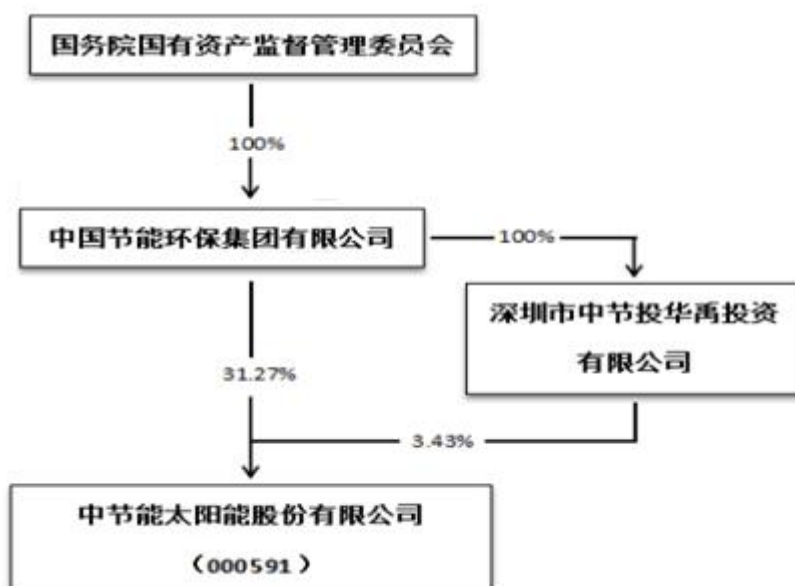 国务院国有资产监督管理委员会
100%
中国节能环保集团有限公司
100%
深圳市中节投华禹投资
有限公司
31.27%
3.43%
中节能太阳能股份有限公司
（000591）